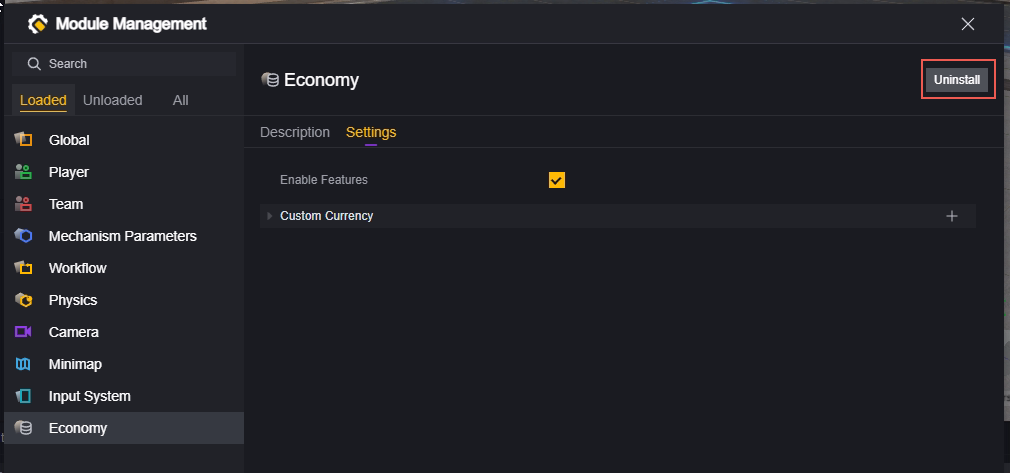 Module Management
Search
Loaded Unloaded All
Global
Player
Team
Mechanism Parameters
Workflow
Physics
Camera
Minimap
Input System
Economy
Economy
Uninstall
Description Settings
Enable Features
Custom Currency